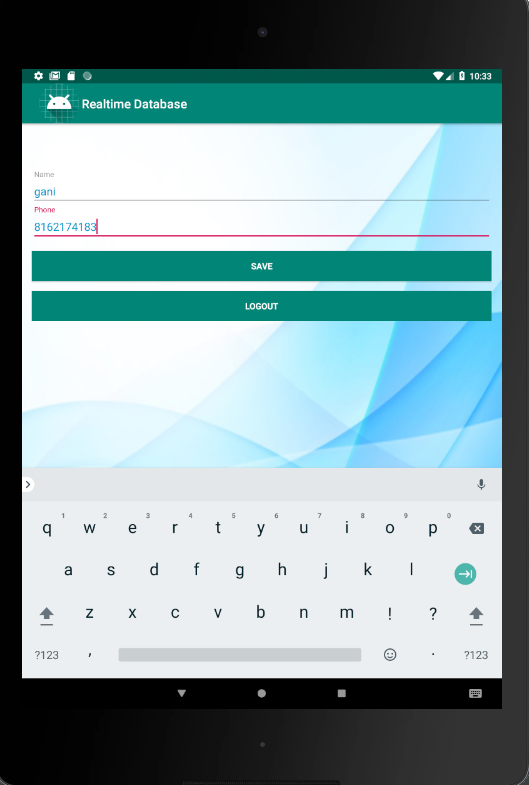 10:33
Realtime Database
Name
gani
Phone
8162174183
SAVE
LOGOUT
1 2 3 4 5 6 7 8 9 0
q w e r t y u i o p
a s d f g h j k l
z x c v b n m ! ?
?123 , . ?123